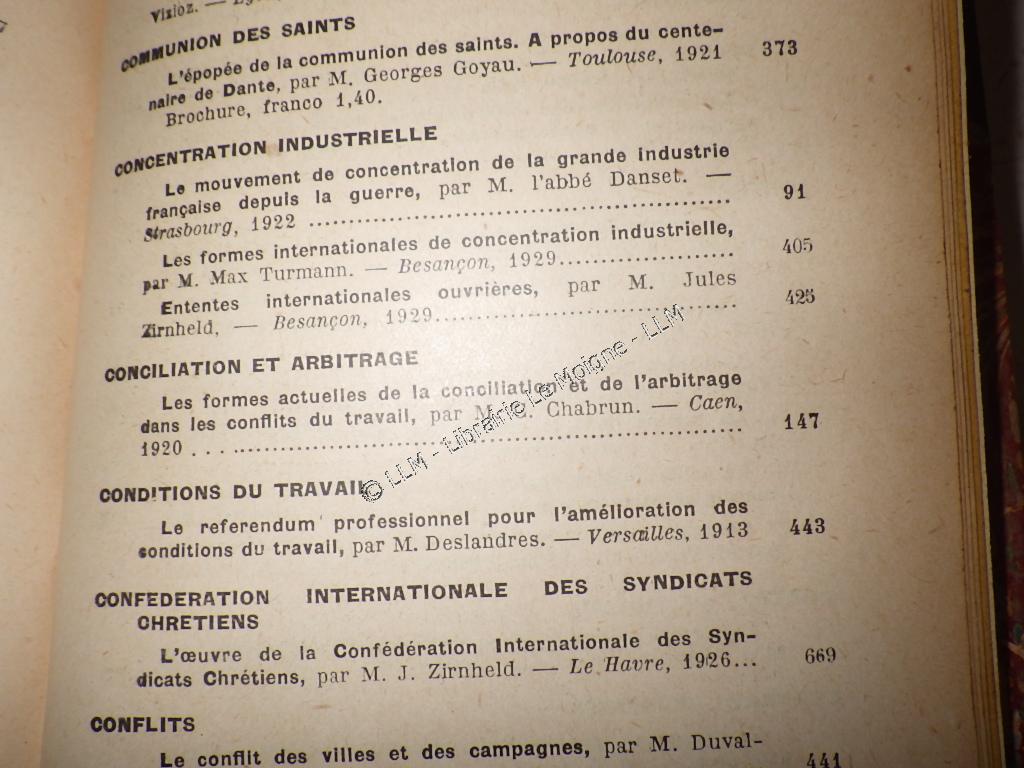 Vizioz. —
COMMUNION DES SAINTS
L'épopée de la communion des saints. A propos du cente-
naire de Dante, par M. Georges Goyau. — Toulouse, 1921 373
Brochure, franco 1,40.
CONCENTRATION INDUSTRIELLE
Le mouvement de concentration de la grande industrie
française depuis la guerre, par M. l'abbé Danset. —
Strasbourg, 1922 .................... 91
Les formes internationales de concentration industrielle,
par M. Max Turmann. — Besançon, 1929.................... 405
Ententes internationales ouvrières, par M. Jules
Zirnheld, — Besançon, 1929.................... 425
CONCILIATION ET ARBITRAGE
Les formes actuelles de la conciliation et de l'arbitrage
dans les conflits du travail, par M. Chabrun. — Caen,
1920 .................... 147
CONDITIONS DU TRAVAIL
Le referendum professionnel pour l'amélioration des
conditions du travail, par M. Deslandres. — Versailles, 1913 443
CONFEDERATION INTERNATIONALE DES SYNDICATS
CHRETIENS
L'œuvre de la Confédération Internationale des Syn-
dicats Chrétiens, par M. J. Zirnheld. — Le Havre, 1926... 669
CONFLITS
Le conflit des villes et des campagnes, par M. Duval-
441
© LLM - Librairie Le Moigne - LLM